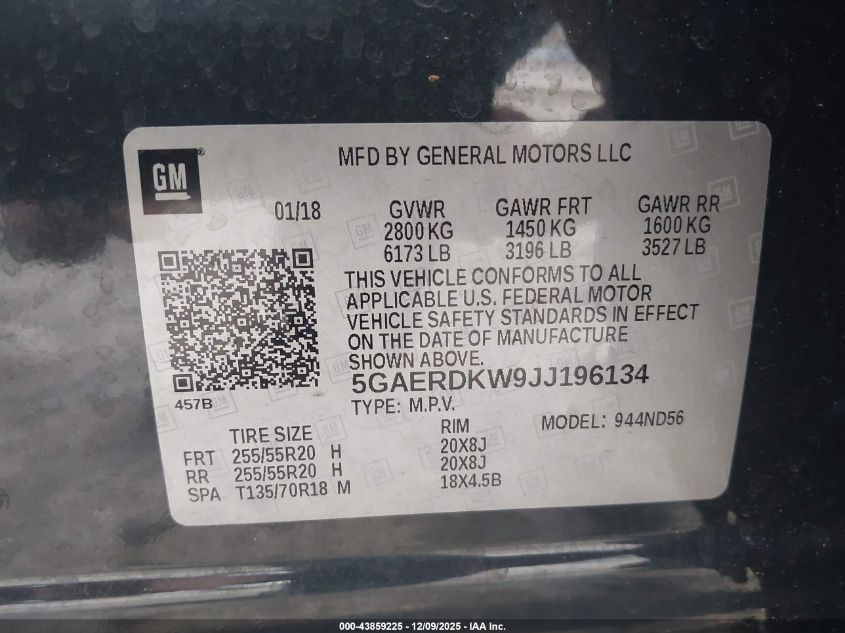 GM
MFD BY GENERAL MOTORS LLC
01/18 GVWR GAWR FRT GAWR RR
2800 KG 1450 KG 1600 KG
6173 LB 3196 LB 3527 LB
THIS VEHICLE CONFORMS TO ALL
APPLICABLE U.S. FEDERAL MOTOR
VEHICLE SAFETY STANDARDS IN EFFECT
ON THE DATE OF MANUFACTURE
SHOWN ABOVE.
5GAERDKW9JJ196134
457B
TYPE: M.P.V.
TIRE SIZE RIM MODEL: 944ND56
FRT 255/55R20 H 20X8J
RR 255/55R20 H 20X8J
SPA T135/70R18 M 18X4.5B
000-43859225 - 12/09/2025 - IAA Inc.